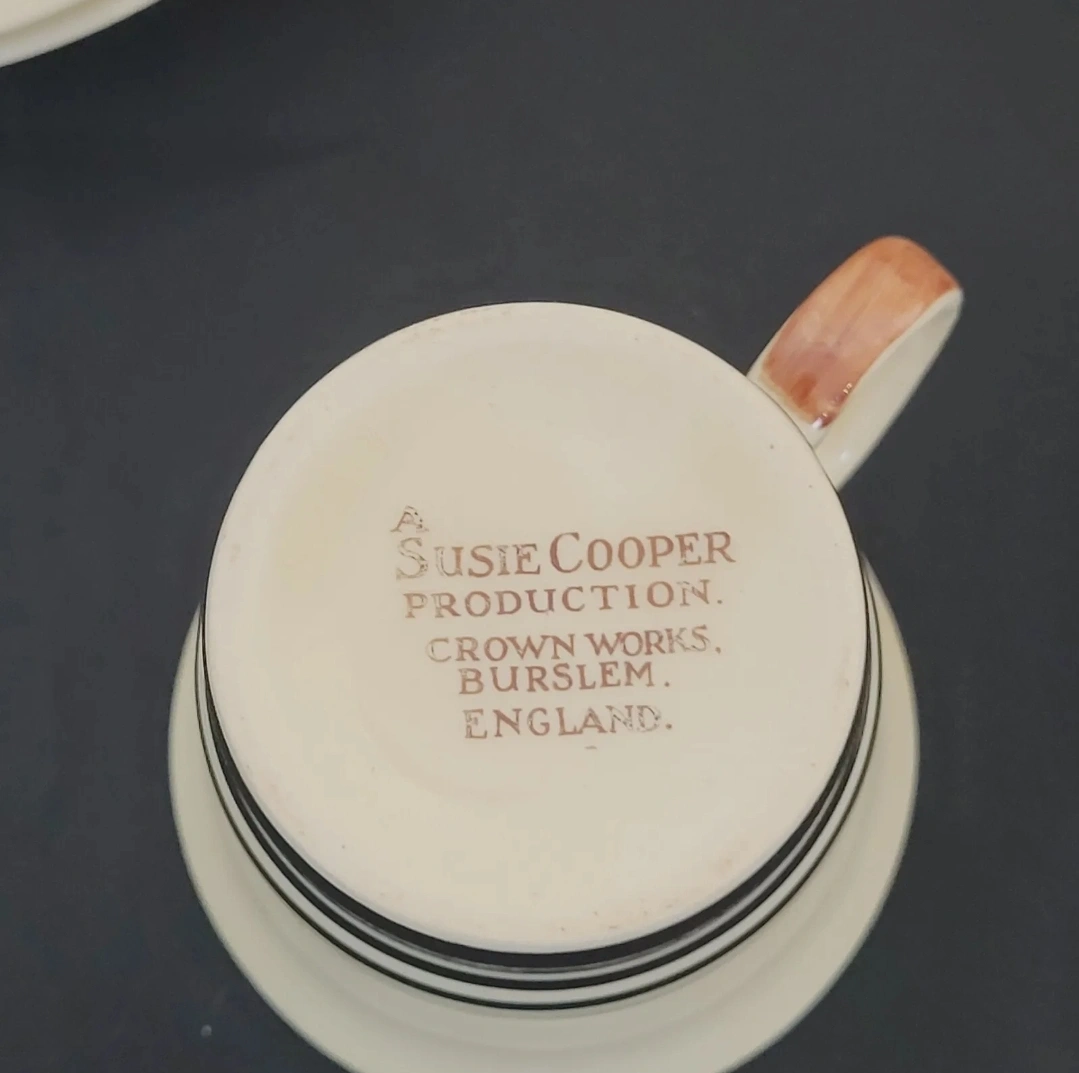 A
SUSIE COOPER
PRODUCTION.
CROWN WORKS.
BURSLEM.
ENGLAND.